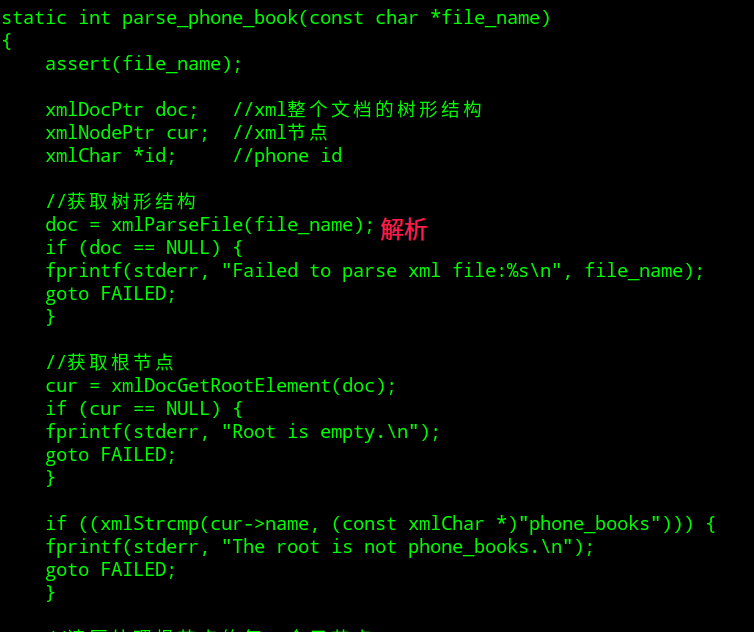 static int parse_phone_book(const char *file_name)
{
    assert(file_name);

    xmlDocPtr doc;   //xml整个文档的树形结构
    xmlNodePtr cur;  //xml节点
    xmlChar *id;     //phone id

    //获取树形结构
    doc = xmlParseFile(file_name); 解析
    if (doc == NULL) {
    fprintf(stderr, "Failed to parse xml file:%s\n", file_name);
    goto FAILED;
    }

    //获取根节点
    cur = xmlDocGetRootElement(doc);
    if (cur == NULL) {
    fprintf(stderr, "Root is empty.\n");
    goto FAILED;
    }

    if ((xmlStrcmp(cur->name, (const xmlChar *)"phone_books"))) {
    fprintf(stderr, "The root is not phone_books.\n");
    goto FAILED;
    }